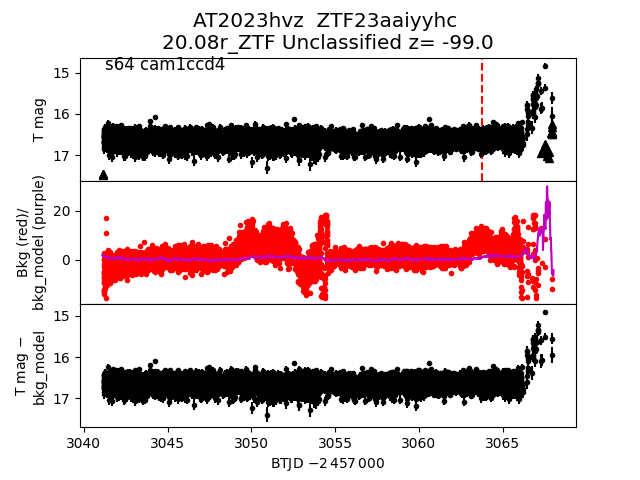 AT2023hvz  ZTF23aaiyyhc
20.08r_ZTF Unclassified z= -99.0
s64 cam1ccd4
15
16
17
T mag
20
0
Bkg (red)/
bkg_model (purple)
15
16
17
T mag −
bkg_model
3040
3045
3050
3055
3060
3065
BTJD −2 457 000